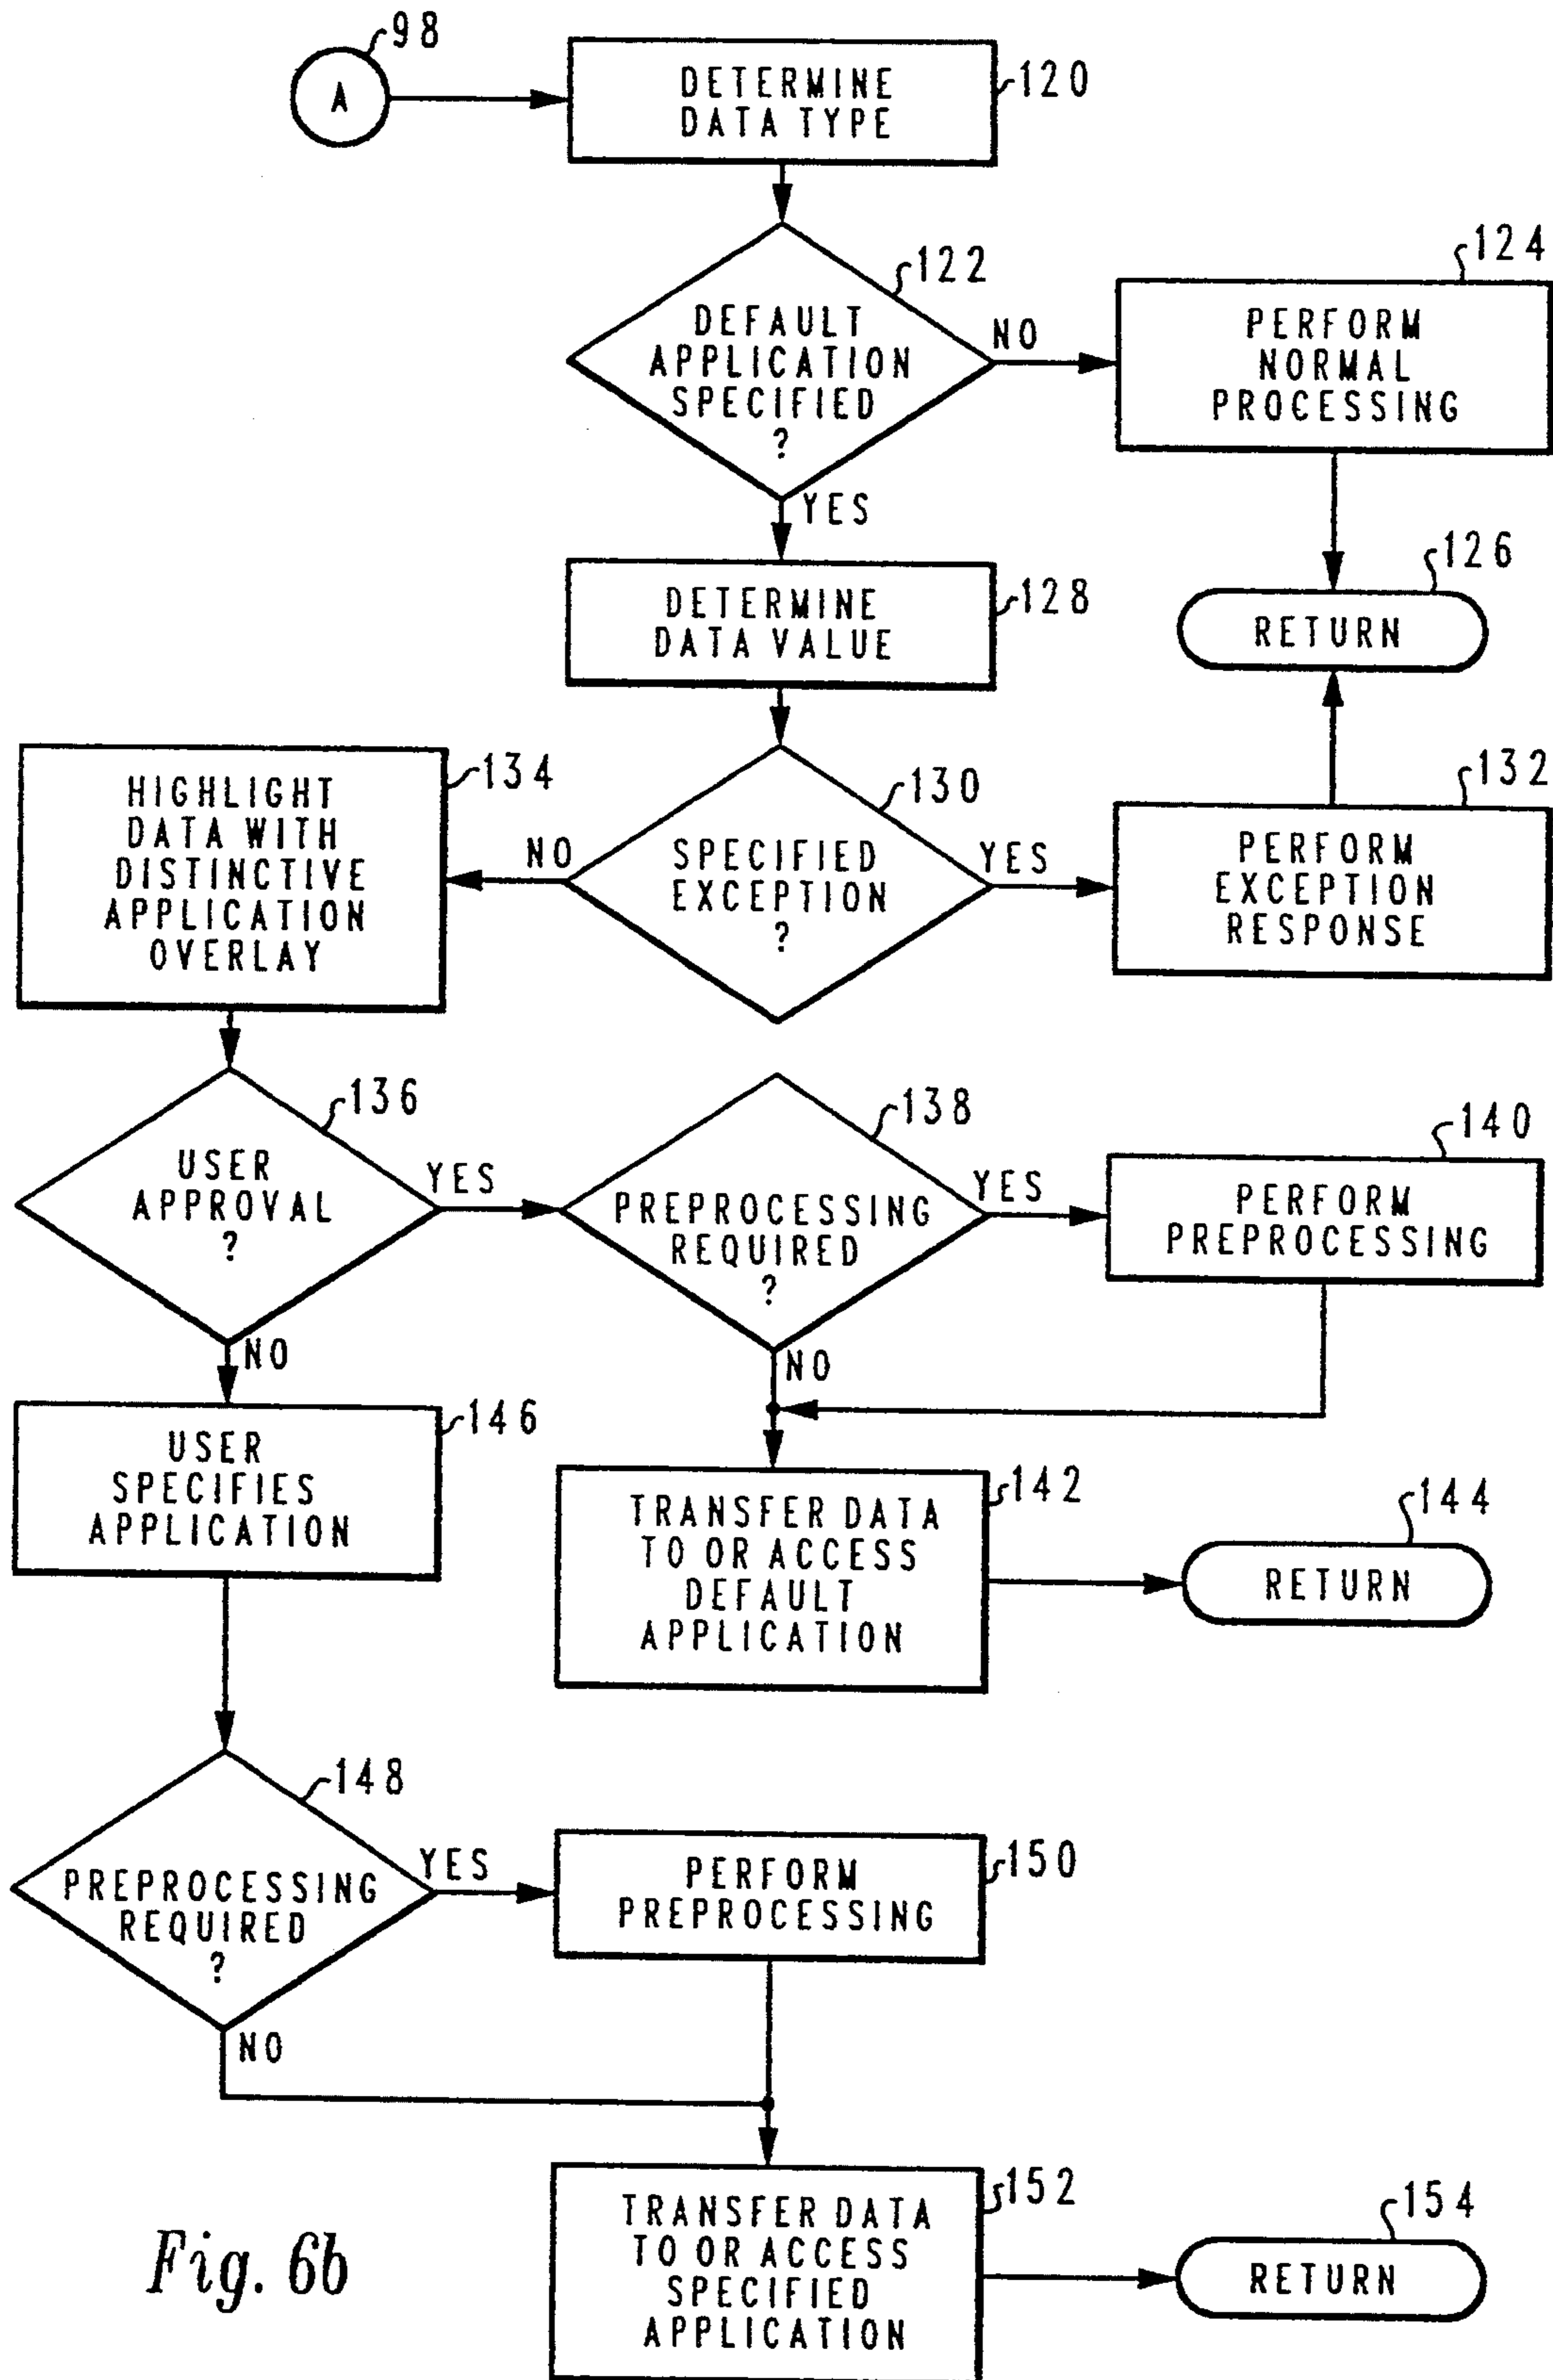 98
A
DETERMINE
DATA TYPE
120
122
DEFAULT
APPLICATION
SPECIFIED
?
NO
YES
124
PERFORM
NORMAL
PROCESSING
126
RETURN
DETERMINE
DATA VALUE
128
130
SPECIFIED
EXCEPTION
?
NO
YES
132
PERFORM
EXCEPTION
RESPONSE
134
HIGHLIGHT
DATA WITH
DISTINCTIVE
APPLICATION
OVERLAY
136
USER
APPROVAL
?
YES
NO
138
PREPROCESSING
REQUIRED
?
YES
NO
140
PERFORM
PREPROCESSING
146
USER
SPECIFIES
APPLICATION
142
TRANSFER DATA
TO OR ACCESS
DEFAULT
APPLICATION
144
RETURN
148
PREPROCESSING
REQUIRED
?
YES
NO
150
PERFORM
PREPROCESSING
152
TRANSFER DATA
TO OR ACCESS
SPECIFIED
APPLICATION
154
RETURN
Fig. 6b